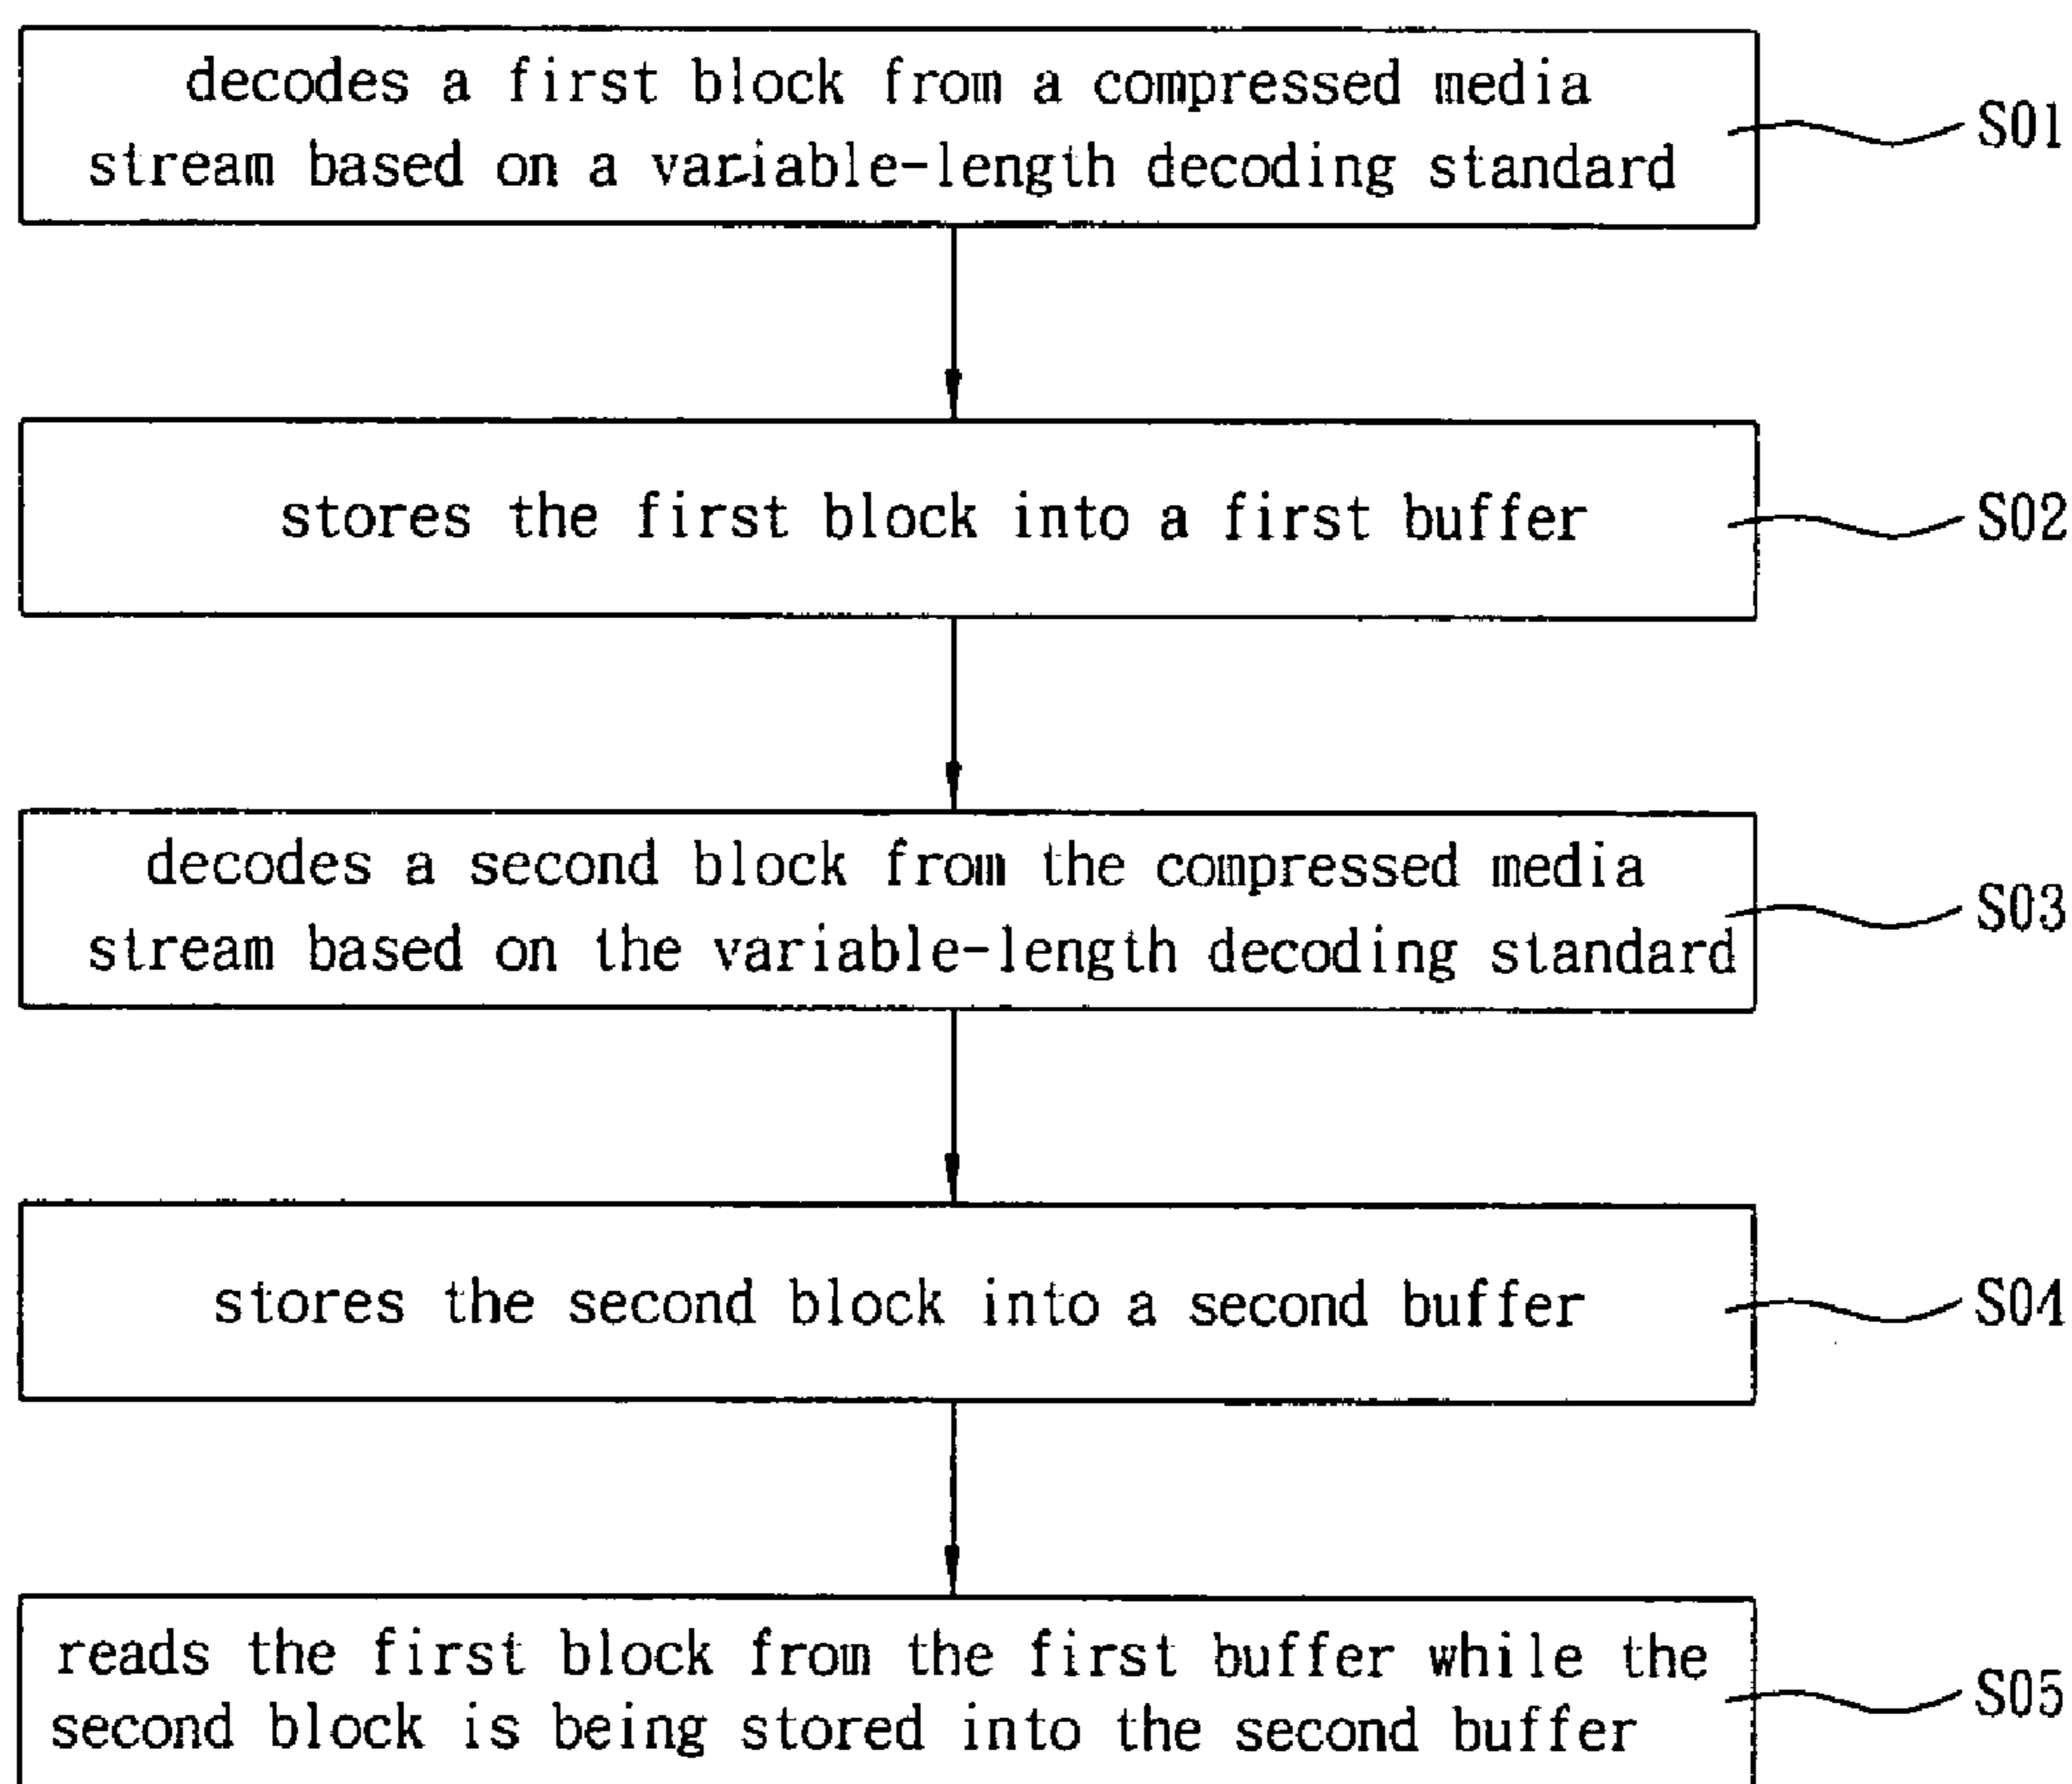 decodes a first block from a compressed media
stream based on a variable-length decoding standard
S01
stores the first block into a first buffer
S02
decodes a second block from the compressed media
stream based on the variable-length decoding standard
S03
stores the second block into a second buffer
S04
reads the first block from the first buffer while the
second block is being stored into the second buffer
S05